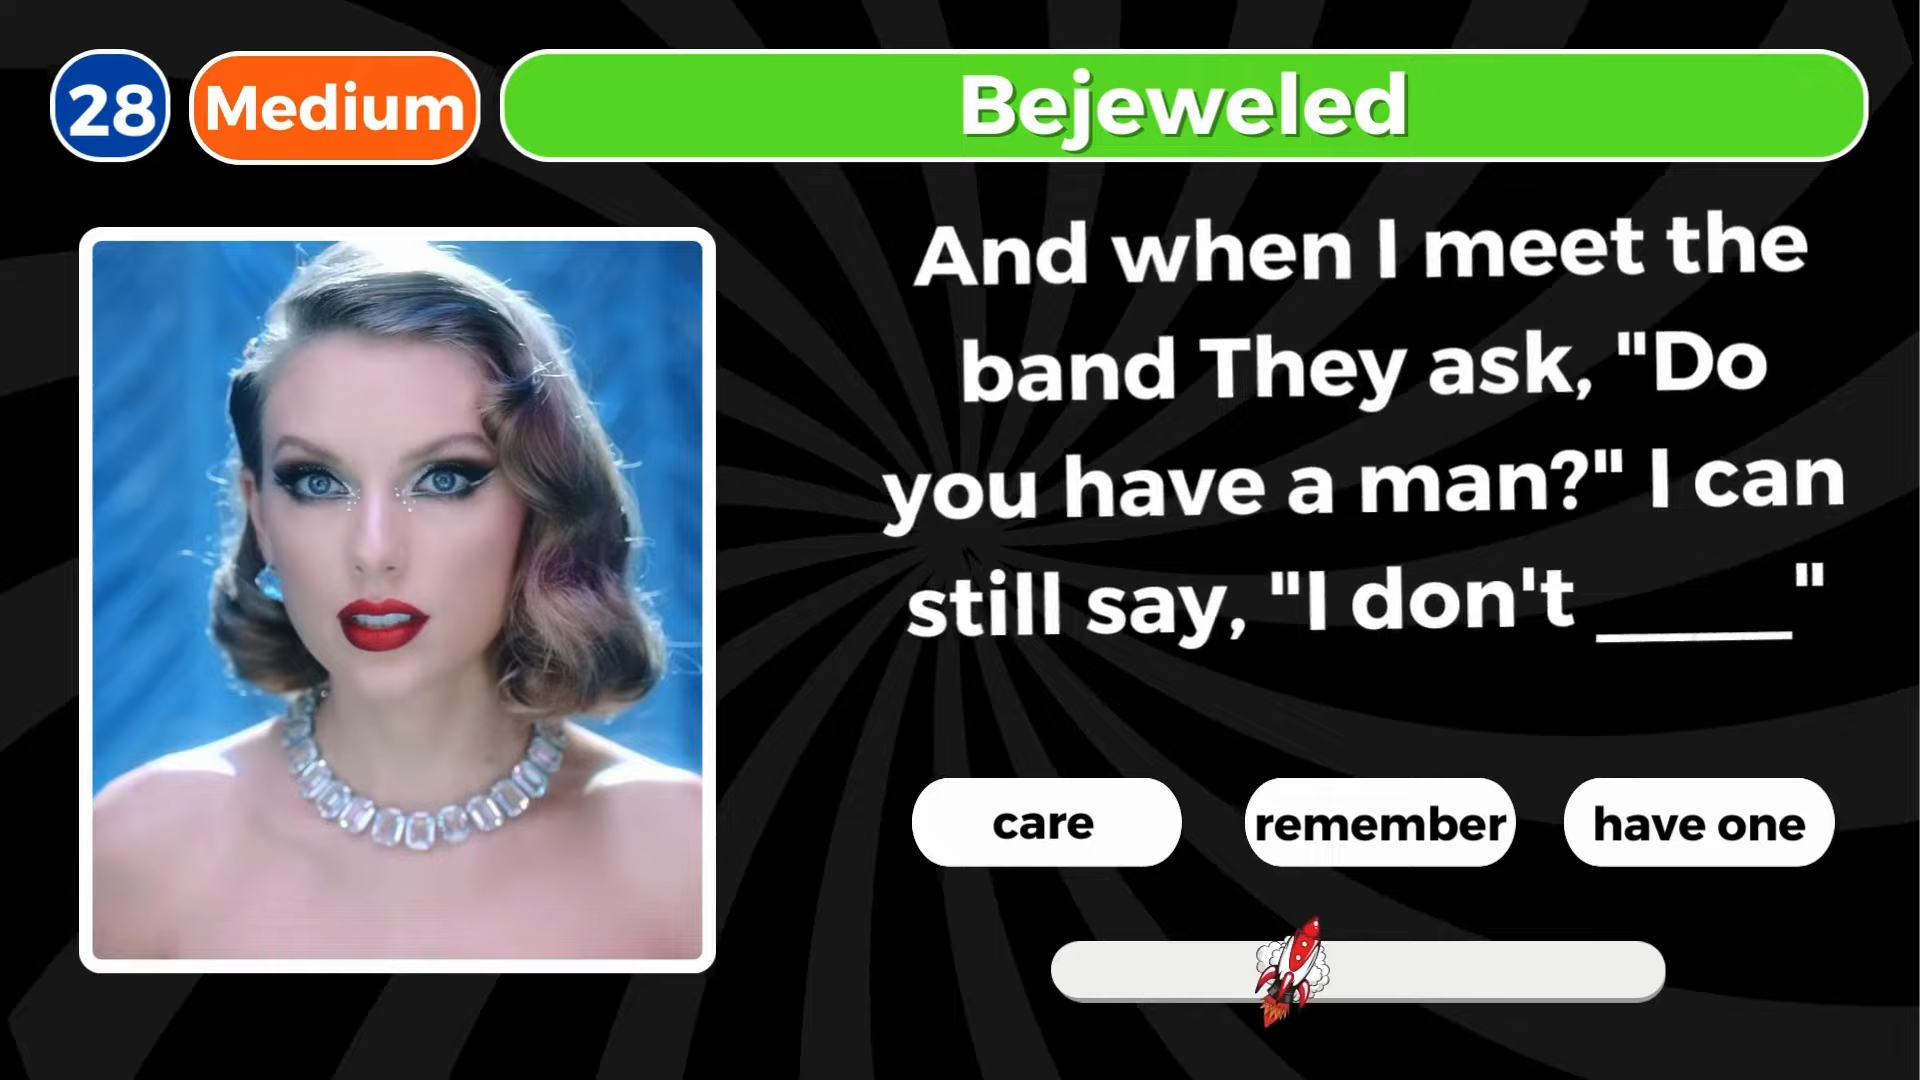 28
Medium
Bejeweled
And when I meet the
band They ask, "Do
you have a man?" I can
still say, "I don't _____"
care
remember
have one